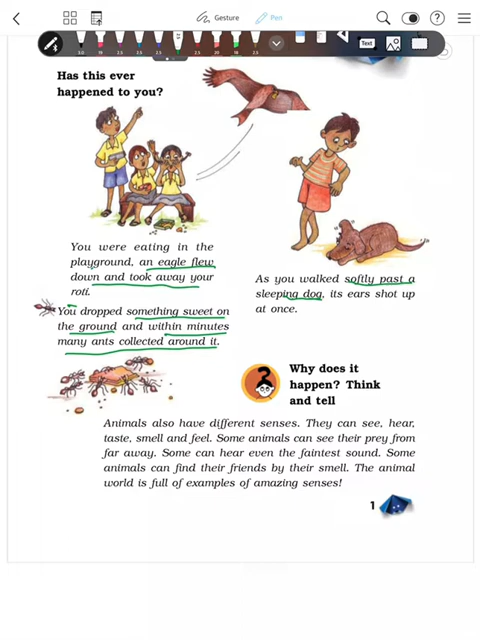 Gesture
Pen
Text
Has this ever
happened to you?
You were eating in the
playground, an eagle flew
down and took away your
roti.
As you walked softly past a
sleeping dog, its ears shot up
at once.
You dropped something sweet on
the ground and within minutes
many ants collected around it.
Why does it
happen? Think
and tell
Animals also have different senses. They can see, hear,
taste, smell and feel. Some animals can see their prey from
far away. Some can hear even the faintest sound. Some
animals can find their friends by their smell. The animal
world is full of examples of amazing senses!
1